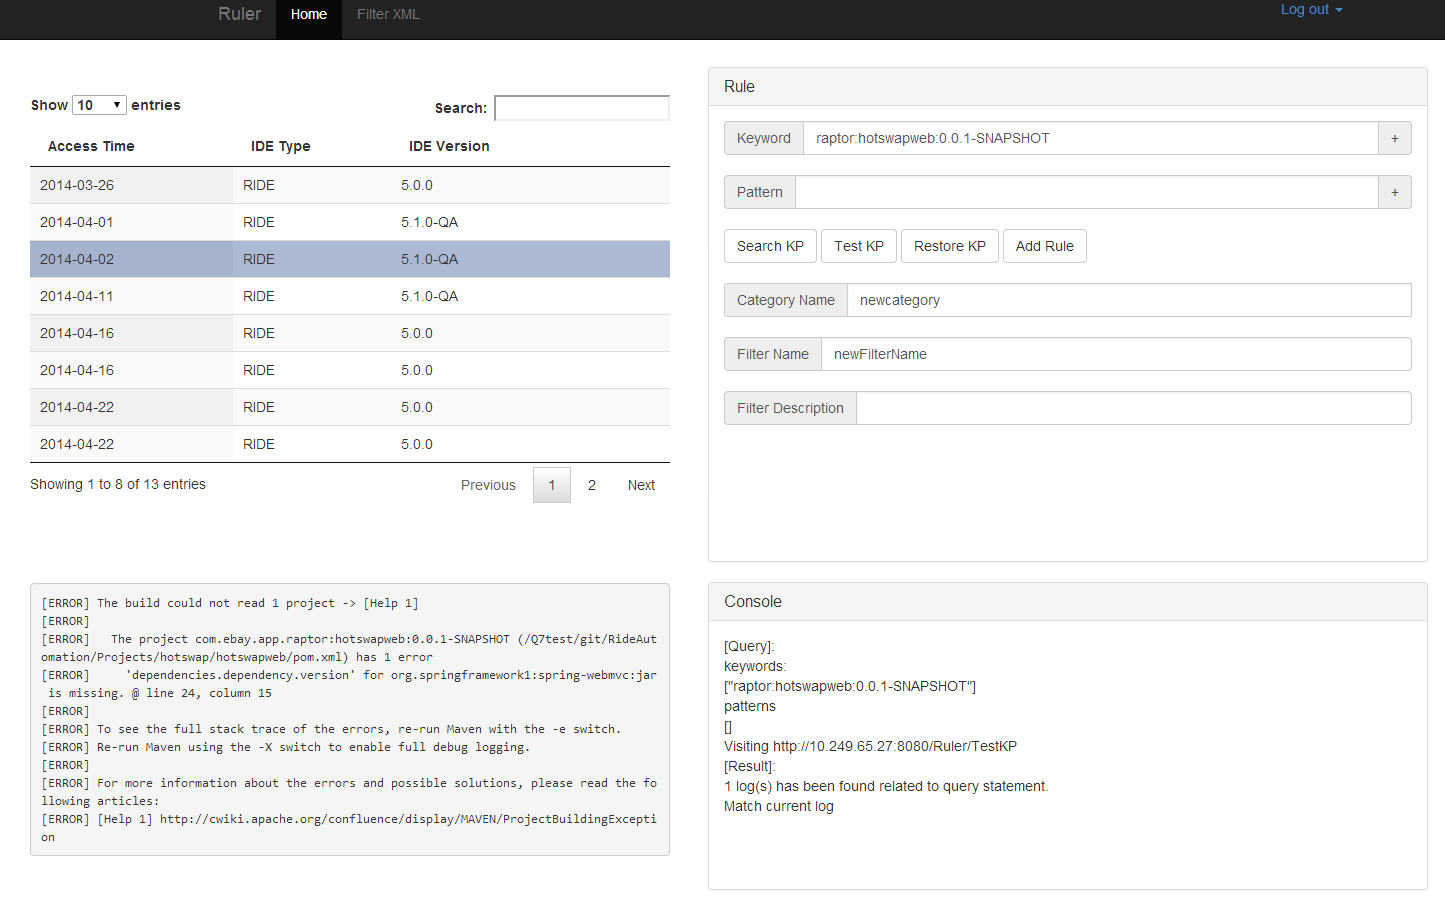 Ruler Home Filter XML Log out
Show 10 entries
Search:
Access Time IDE Type IDE Version
2014-03-26 RIDE 5.0.0
2014-04-01 RIDE 5.1.0-QA
2014-04-02 RIDE 5.1.0-QA
2014-04-11 RIDE 5.1.0-QA
2014-04-16 RIDE 5.0.0
2014-04-16 RIDE 5.0.0
2014-04-22 RIDE 5.0.0
2014-04-22 RIDE 5.0.0
Showing 1 to 8 of 13 entries
Previous 1 2 Next
Rule
Keyword raptor:hotswapweb:0.0.1-SNAPSHOT +
Pattern +
Search KP Test KP Restore KP Add Rule
Category Name newcategory
Filter Name newFilterName
Filter Description
[ERROR] The build could not read 1 project -> [Help 1]
[ERROR]
[ERROR]   The project com.ebay.app.raptor:hotswapweb:0.0.1-SNAPSHOT (/Q7test/git/RideAut
omation/Projects/hotswap/hotswapweb/pom.xml) has 1 error
[ERROR]     'dependencies.dependency.version' for org.springframework1:spring-webmvc:jar
is missing. @ line 24, column 15
[ERROR]
[ERROR] To see the full stack trace of the errors, re-run Maven with the -e switch.
[ERROR] Re-run Maven using the -X switch to enable full debug logging.
[ERROR]
[ERROR] For more information about the errors and possible solutions, please read the fo
llowing articles:
[ERROR] [Help 1] http://cwiki.apache.org/confluence/display/MAVEN/ProjectBuildingExcepti
on
Console
[Query]:
keywords:
["raptor:hotswapweb:0.0.1-SNAPSHOT"]
patterns
[]
Visiting http://10.249.65.27:8080/Ruler/TestKP
[Result]:
1 log(s) has been found related to query statement.
Match current log